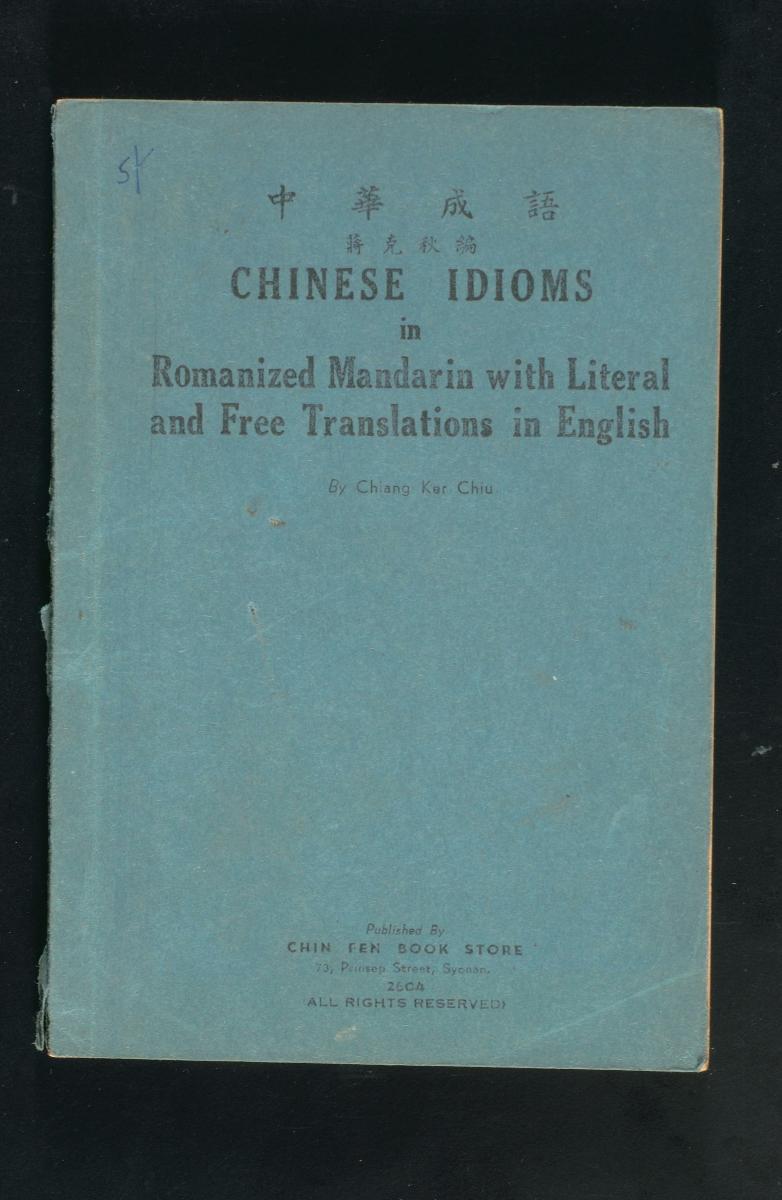 中 華 成 語
蔣 克 秋 編
CHINESE IDIOMS
in
Romanized Mandarin with Literal
and Free Translations in English
By Chiang Ker Chiu
Published By
CHIN FEN BOOK STORE
73, Prinsep Street, Syonan.
2604
(ALL RIGHTS RESERVED)